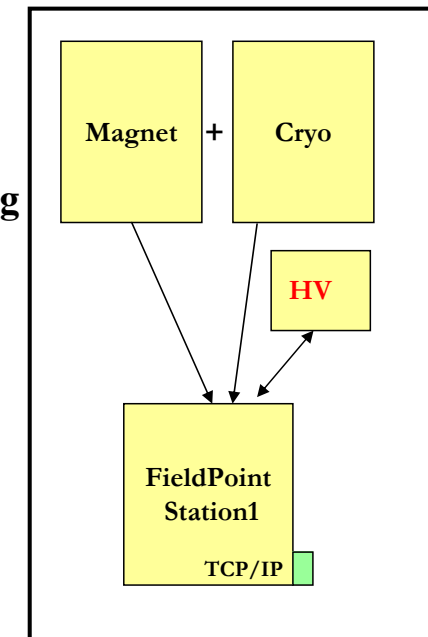 Magnet + Cryo
g
HV
FieldPoint
Station1
TCP/IP